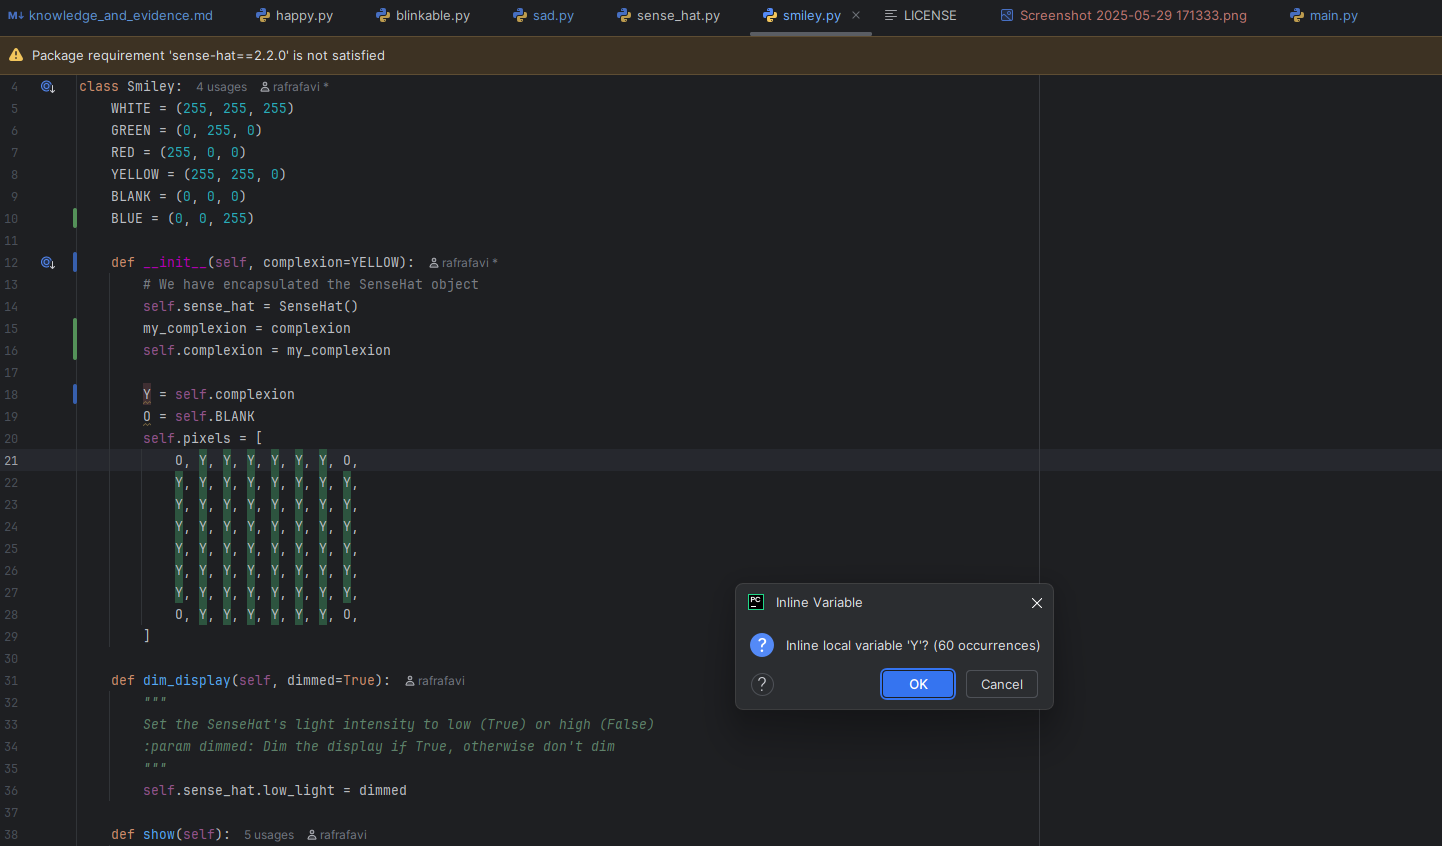 M↓ knowledge_and_evidence.md happy.py blinkable.py sad.py sense_hat.py smiley.py × LICENSE Screenshot 2025-05-29 171333.png main.py
Package requirement 'sense-hat==2.2.0' is not satisfied
4 class Smiley: 4 usages rafrafavi *
5 WHITE = (255, 255, 255)
6 GREEN = (0, 255, 0)
7 RED = (255, 0, 0)
8 YELLOW = (255, 255, 0)
9 BLANK = (0, 0, 0)
10 BLUE = (0, 0, 255)
11
12 def __init__(self, complexion=YELLOW): rafrafavi *
13 # We have encapsulated the SenseHat object
14 self.sense_hat = SenseHat()
15 my_complexion = complexion
16 self.complexion = my_complexion
17
18 Y = self.complexion
19 O = self.BLANK
20 self.pixels = [
21 O, Y, Y, Y, Y, Y, Y, O,
22 Y, Y, Y, Y, Y, Y, Y, Y,
23 Y, Y, Y, Y, Y, Y, Y, Y,
24 Y, Y, Y, Y, Y, Y, Y, Y,
25 Y, Y, Y, Y, Y, Y, Y, Y,
26 Y, Y, Y, Y, Y, Y, Y, Y,
27 Y, Y, Y, Y, Y, Y, Y, Y,
28 O, Y, Y, Y, Y, Y, Y, O,
29 ]
30
31 def dim_display(self, dimmed=True): rafrafavi
32 """
33 Set the SenseHat's light intensity to low (True) or high (False)
34 :param dimmed: Dim the display if True, otherwise don't dim
35 """
36 self.sense_hat.low_light = dimmed
37
38 def show(self): 5 usages rafrafavi
PC Inline Variable
? Inline local variable 'Y'? (60 occurrences)
? OK Cancel